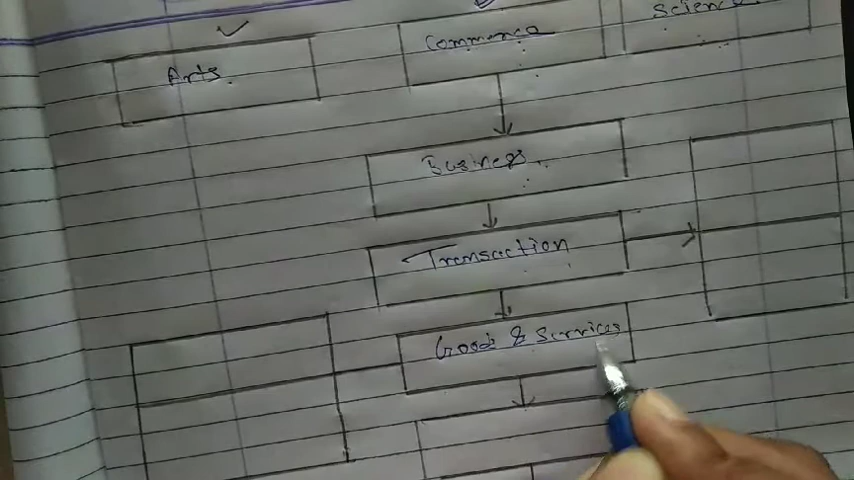 Arts
Commerce
Science
Business
Transaction
Goods & Services